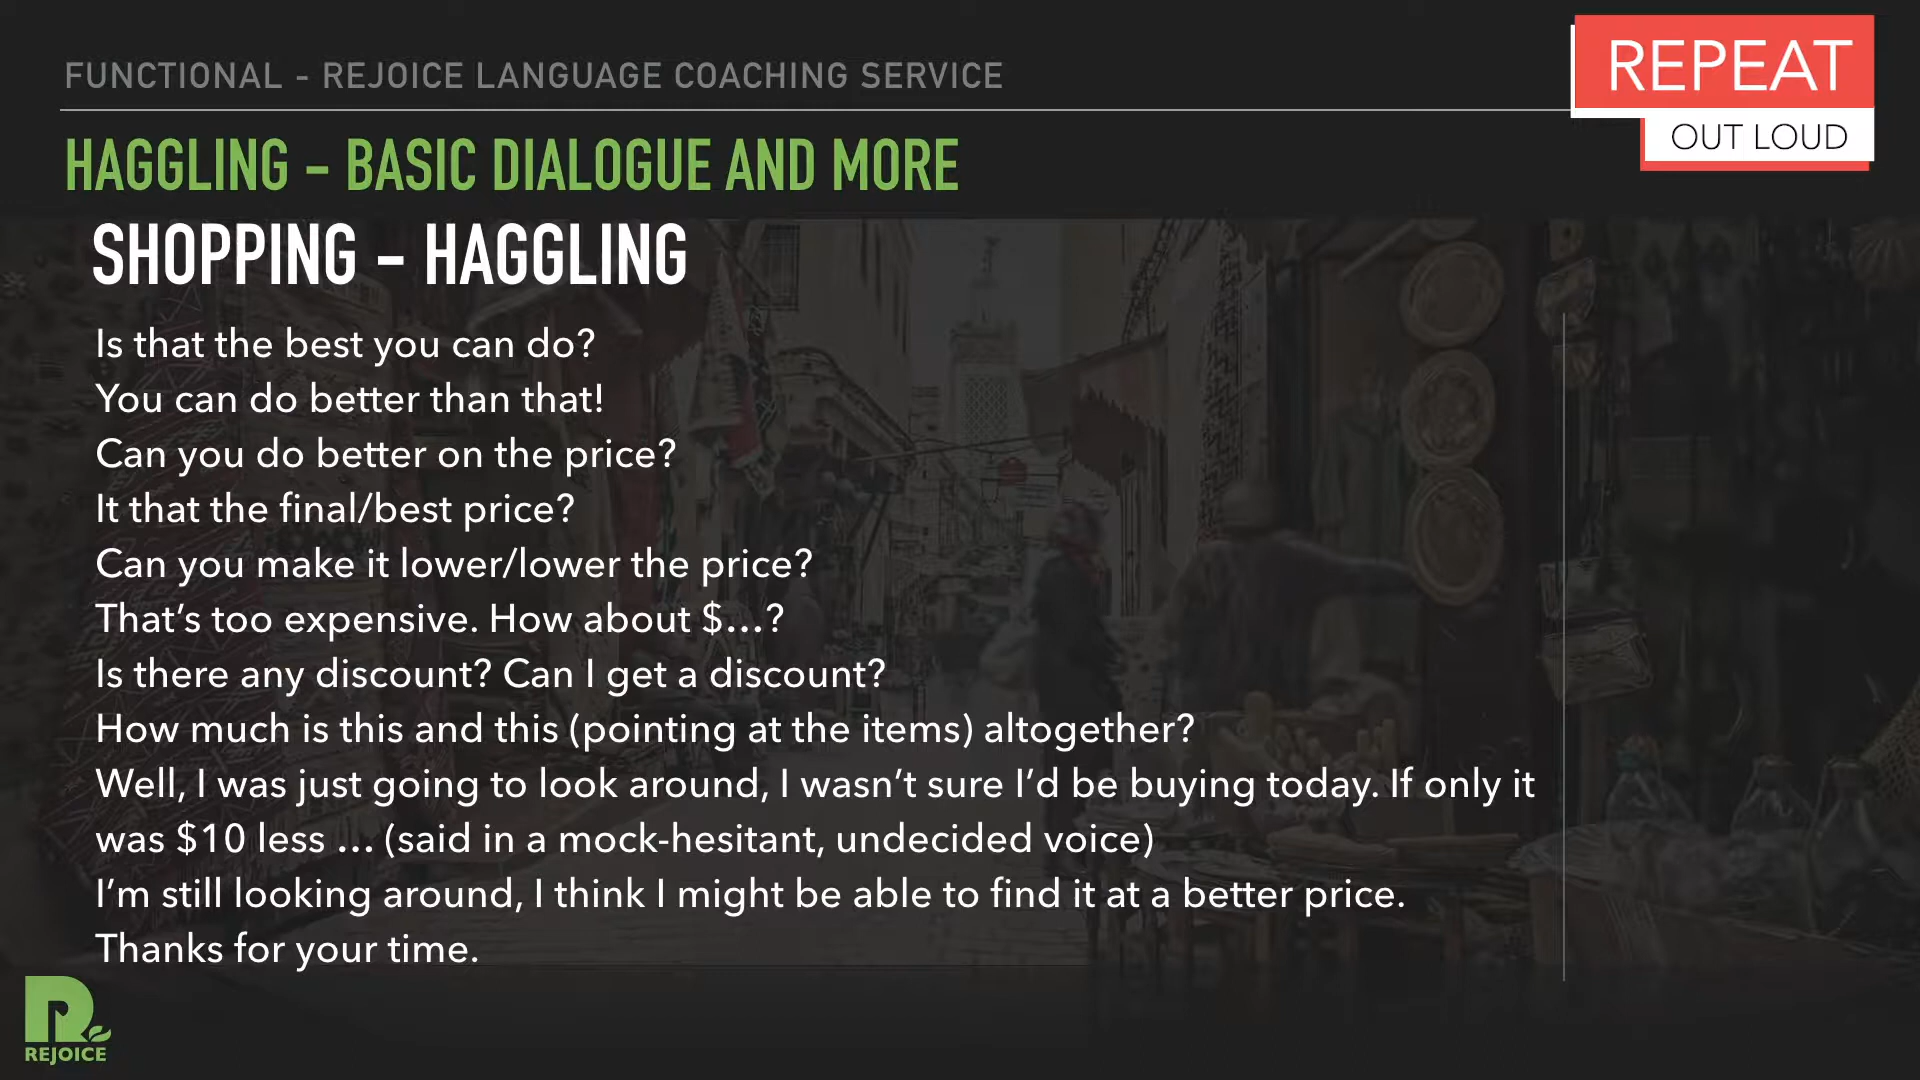 FUNCTIONAL - REJOICE LANGUAGE COACHING SERVICE
REPEAT
OUT LOUD
HAGGLING - BASIC DIALOGUE AND MORE
SHOPPING - HAGGLING
Is that the best you can do?
You can do better than that!
Can you do better on the price?
It that the final/best price?
Can you make it lower/lower the price?
That’s too expensive. How about $…?
Is there any discount? Can I get a discount?
How much is this and this (pointing at the items) altogether?
Well, I was just going to look around, I wasn’t sure I’d be buying today. If only it
was $10 less … (said in a mock-hesitant, undecided voice)
I’m still looking around, I think I might be able to find it at a better price.
Thanks for your time.
REJOICE